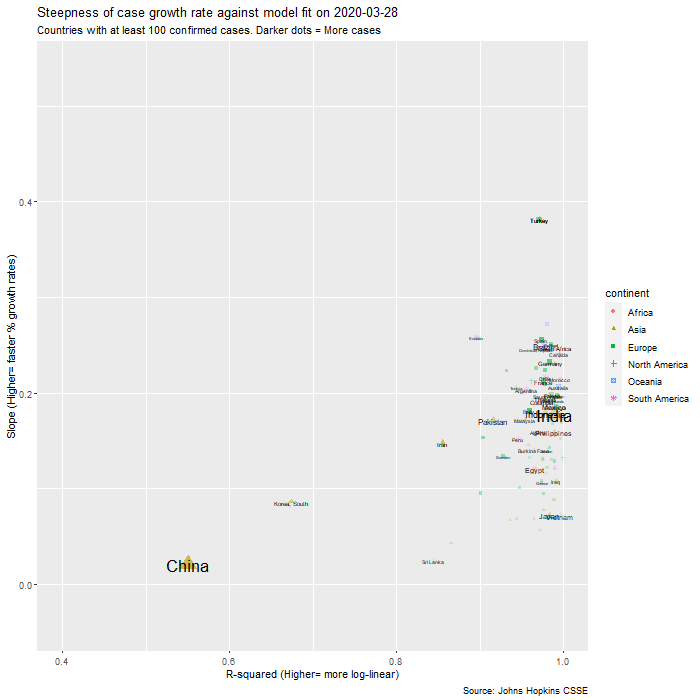 Steepness of case growth rate against model fit on 2020-03-28
Countries with at least 100 confirmed cases. Darker dots = More cases
Slope (Higher= faster % growth rates)
0.4
0.2
0.0
Turkey
Spain
Canada
Germany
France
Morocco
Australia
Argentina
Pakistan
Malaysia
India
Philippines
Iran
Peru
Burkina Faso
Egypt
Iraq
Korea, South
Japan
Vietnam
Sri Lanka
China
0.4
0.6
0.8
1.0
R-squared (Higher= more log-linear)
continent
Africa
Asia
Europe
North America
Oceania
South America
Source: Johns Hopkins CSSE